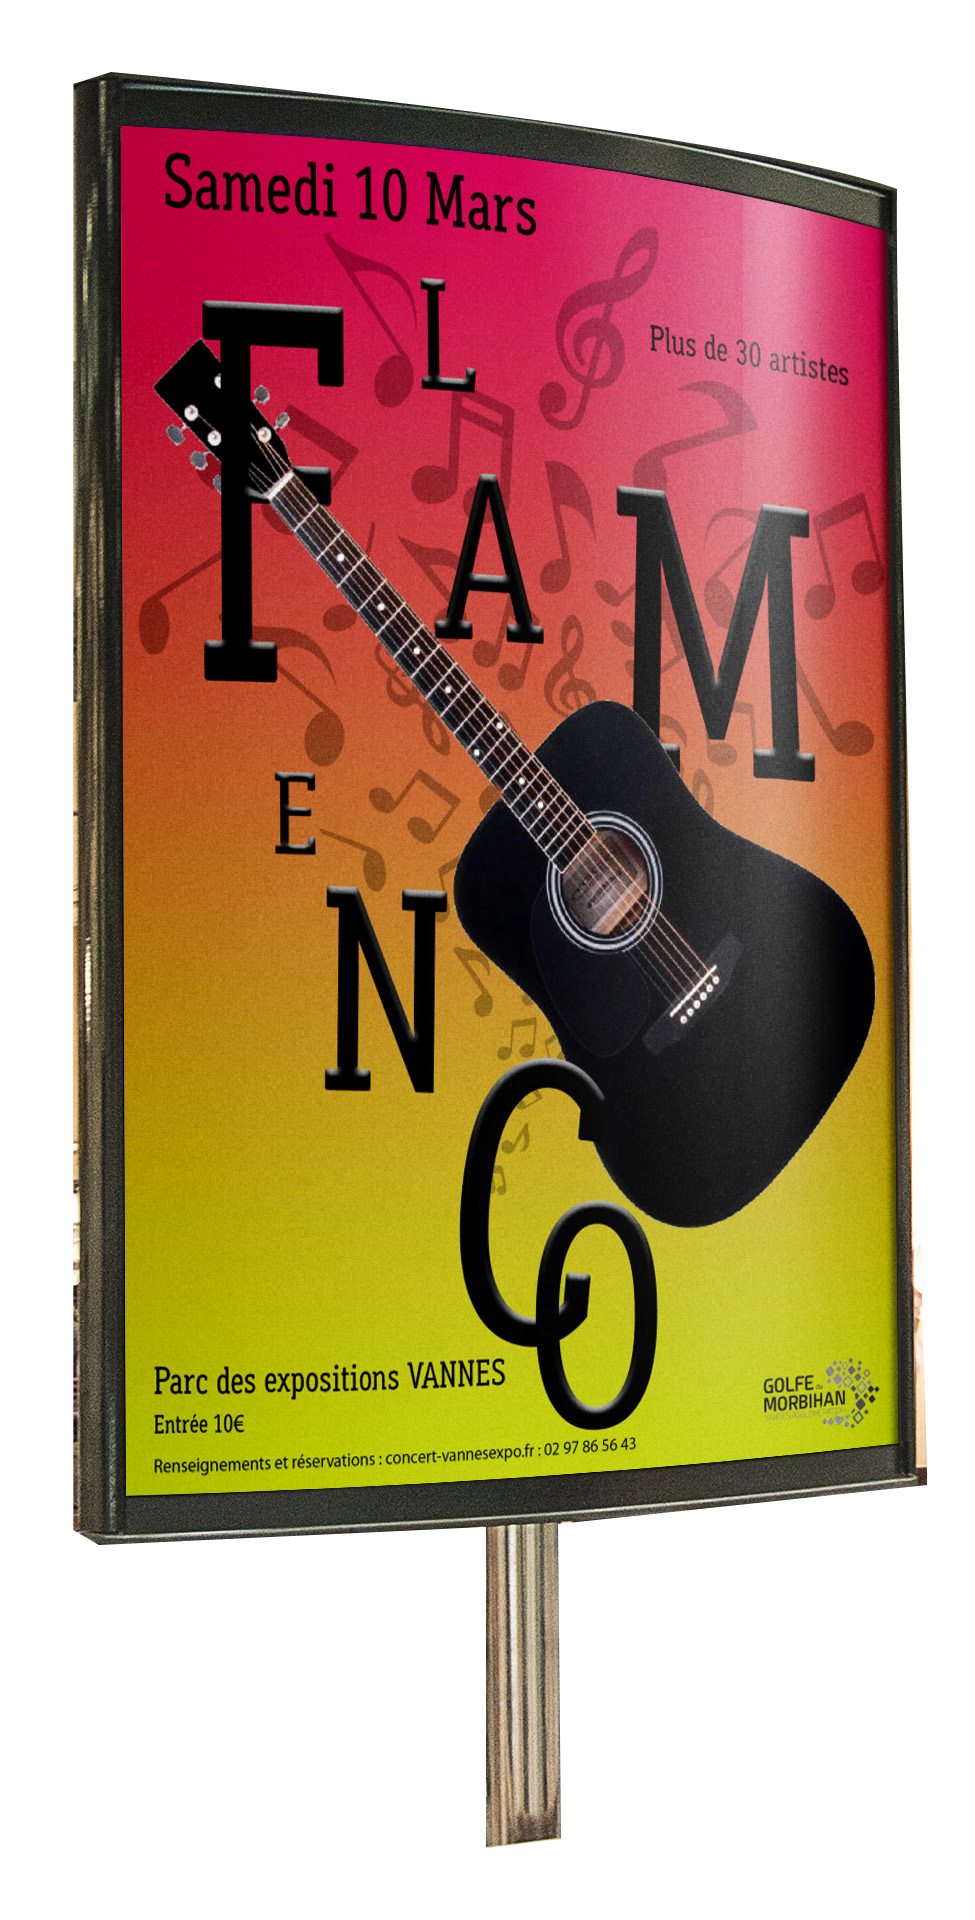 Samedi 10 Mars
Plus de 30 artistes
F
L
A
M
E
N
C
O
Parc des expositions VANNES
Entrée 10€
Renseignements et réservations : concert-vannesexpo.fr : 02 97 86 56 43
GOLFE du
MORBIHAN